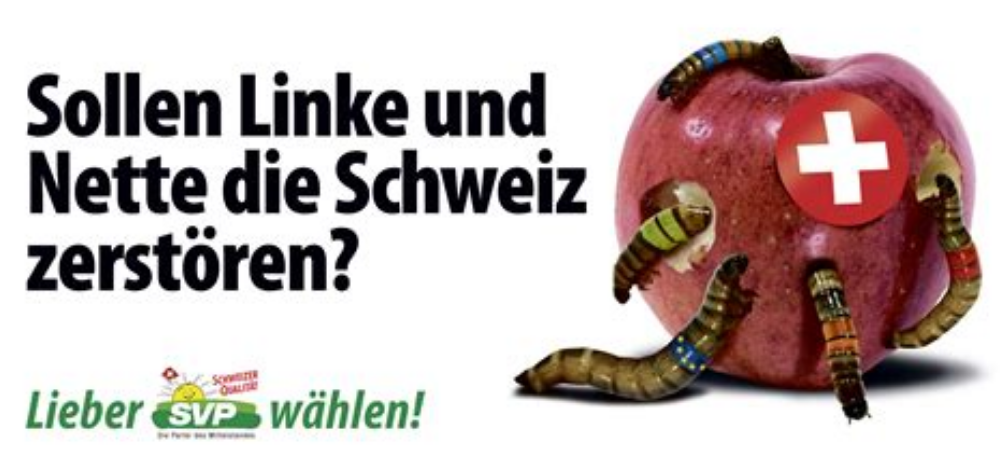 Sollen Linke und
Nette die Schweiz
zerstören?
Lieber SVP wählen!
SCHWEIZER
QUALITÄT
Die Partei des Mittelstandes